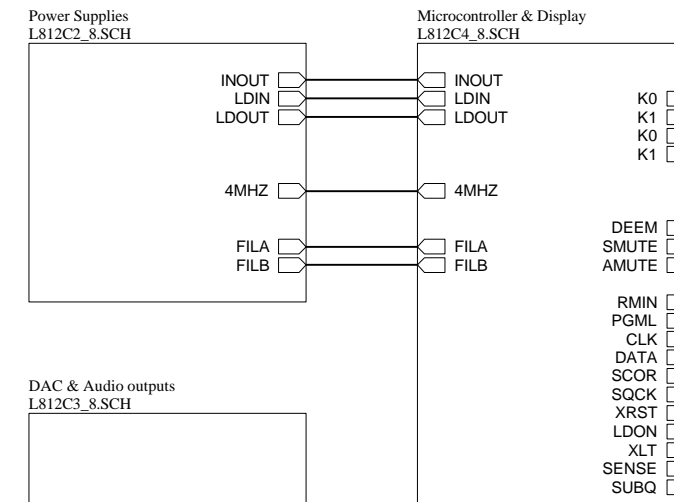 Power Supplies
L812C2_8.SCH
INOUT
LDIN
LDOUT
4MHZ
FILA
FILB
Microcontroller & Display
L812C4_8.SCH
INOUT
LDIN
LDOUT
4MHZ
FILA
FILB
K0
K1
K0
K1
DEEM
SMUTE
AMUTE
RMIN
PGML
CLK
DATA
SCOR
SQCK
XRST
LDON
XLT
SENSE
SUBQ
DAC & Audio outputs
L812C3_8.SCH